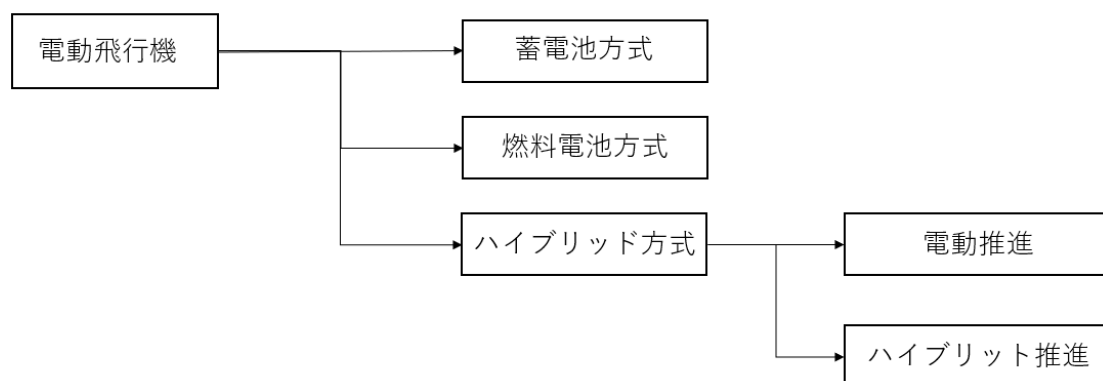 電動飛行機
蓄電池方式
燃料電池方式
ハイブリッド方式
電動推進
ハイブリット推進